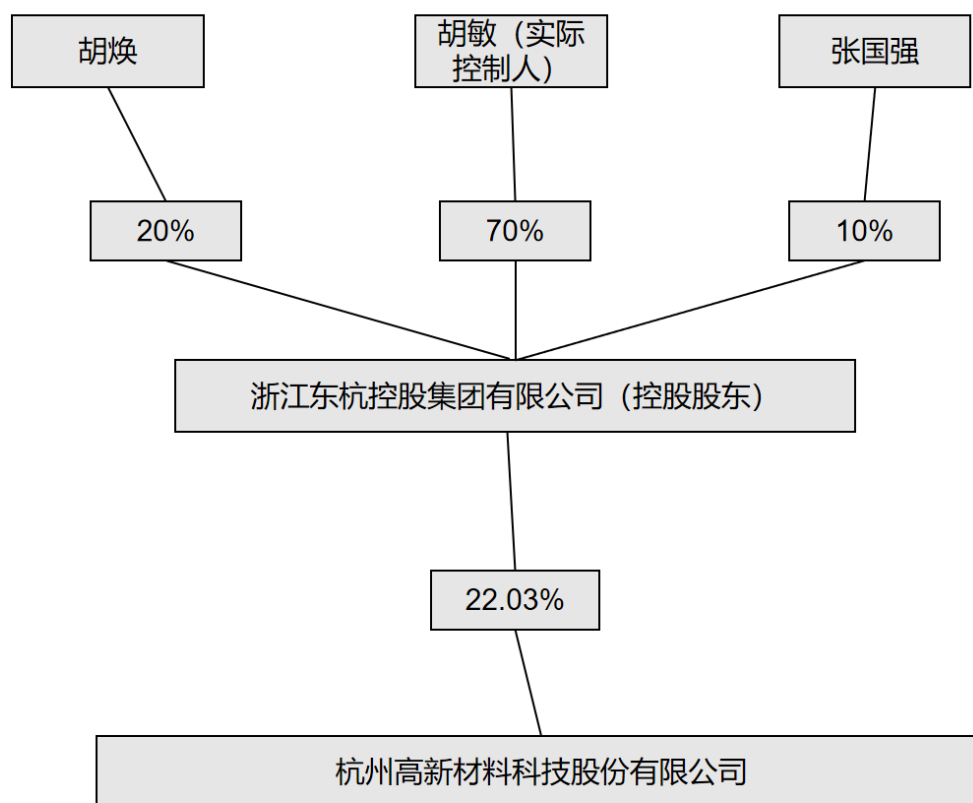 胡焕
胡敏（实际
控制人）
张国强
20%
70%
10%
浙江东杭控股集团有限公司（控股股东）
22.03%
杭州高新材料科技股份有限公司